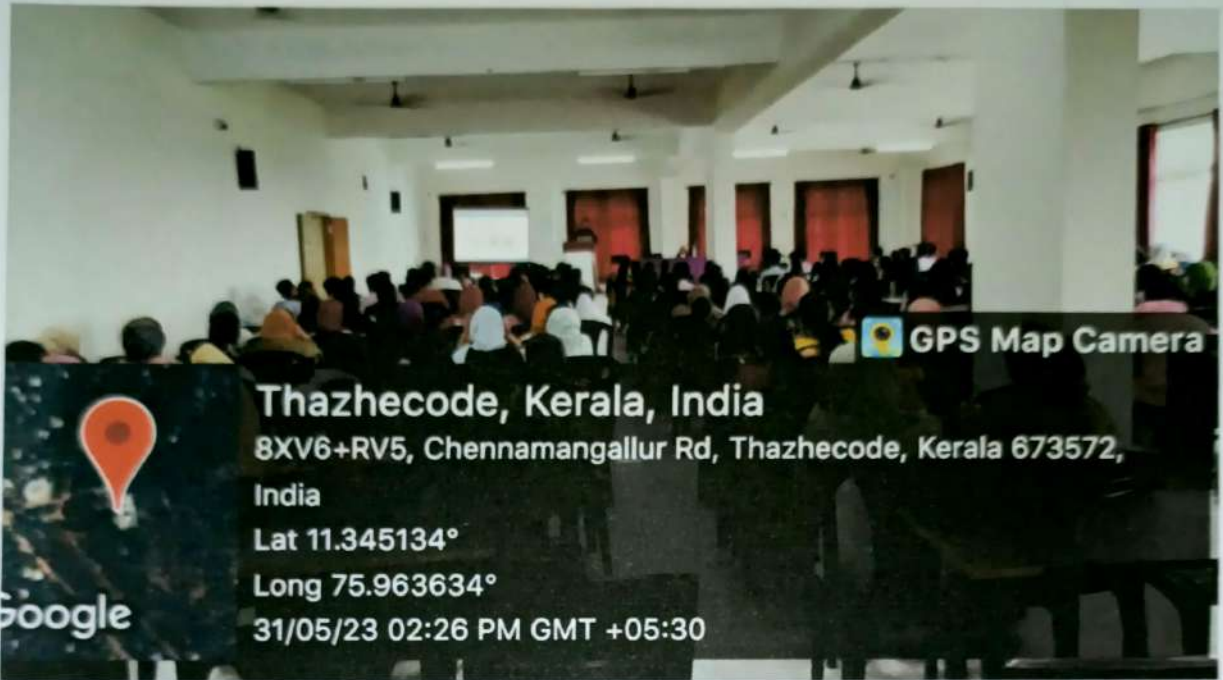 GPS Map Camera
Thazhecode, Kerala, India
8XV6+RV5, Chennamangallur Rd, Thazhecode, Kerala 673572,
India
Lat 11.345134°
Long 75.963634°
31/05/23 02:26 PM GMT +05:30
Google